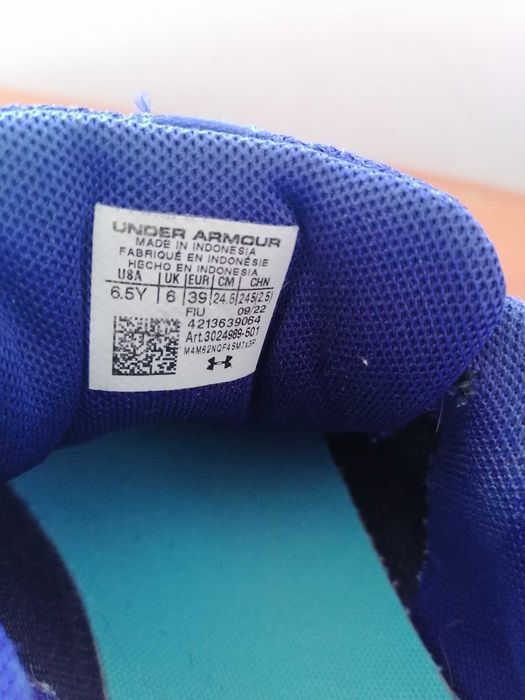 UNDER ARMOUR
MADE IN INDONESIA
FABRIQUÉ EN INDONÉSIE
HECHO EN INDONESIA
USA | UK | EUR | CM | CHN
6.5Y | 6 | 39 | 24.5 | 245(2.5)
FIU 09/22
4213639064
Art.3024989-501